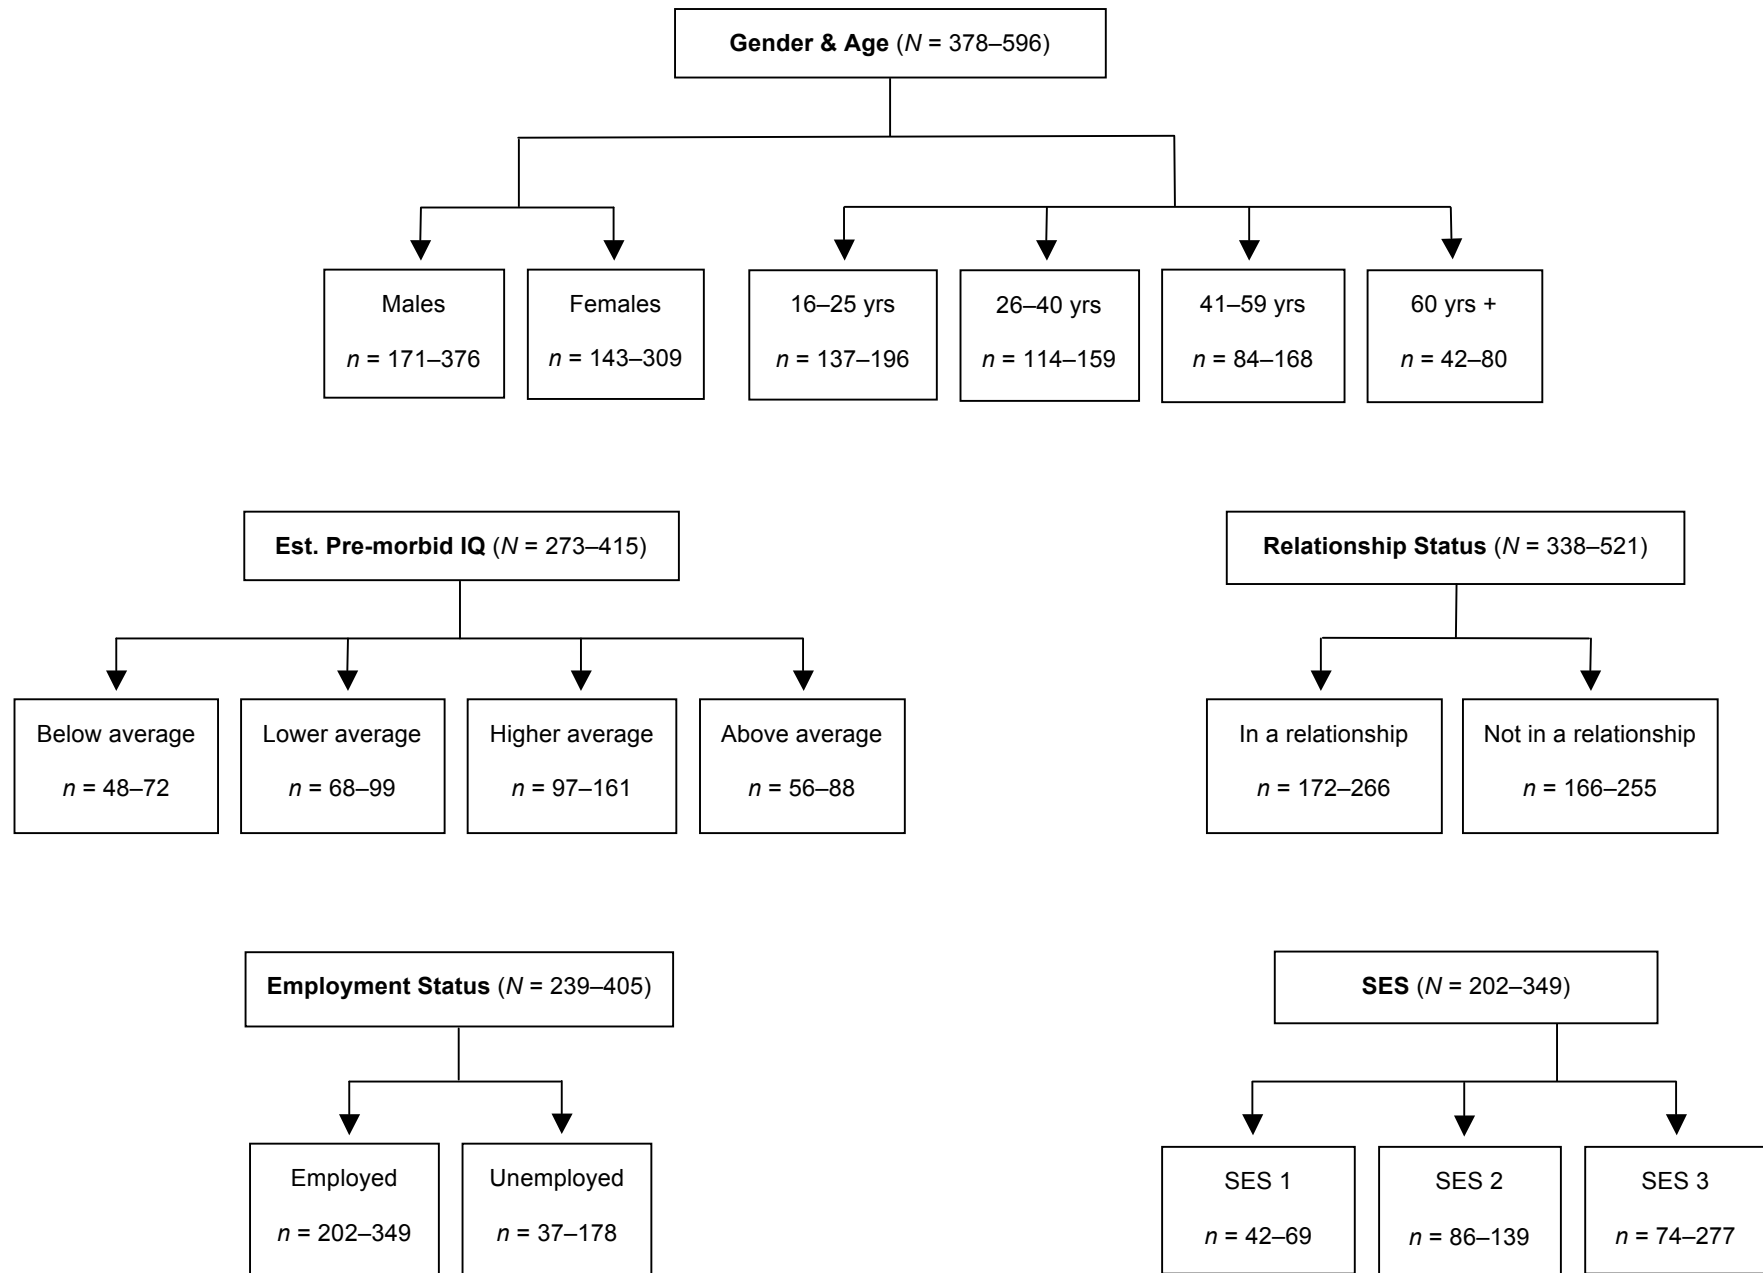 Gender & Age (N = 378–596)
Males
n = 171–376
Females
n = 143–309
16–25 yrs
n = 137–196
26–40 yrs
n = 114–159
41–59 yrs
n = 84–168
60 yrs +
n = 42–80
Est. Pre-morbid IQ (N = 273–415)
Below average
n = 48–72
Lower average
n = 68–99
Higher average
n = 97–161
Above average
n = 56–88
Relationship Status (N = 338–521)
In a relationship
n = 172–266
Not in a relationship
n = 166–255
Employment Status (N = 239–405)
Employed
n = 202–349
Unemployed
n = 37–178
SES (N = 202–349)
SES 1
n = 42–69
SES 2
n = 86–139
SES 3
n = 74–277